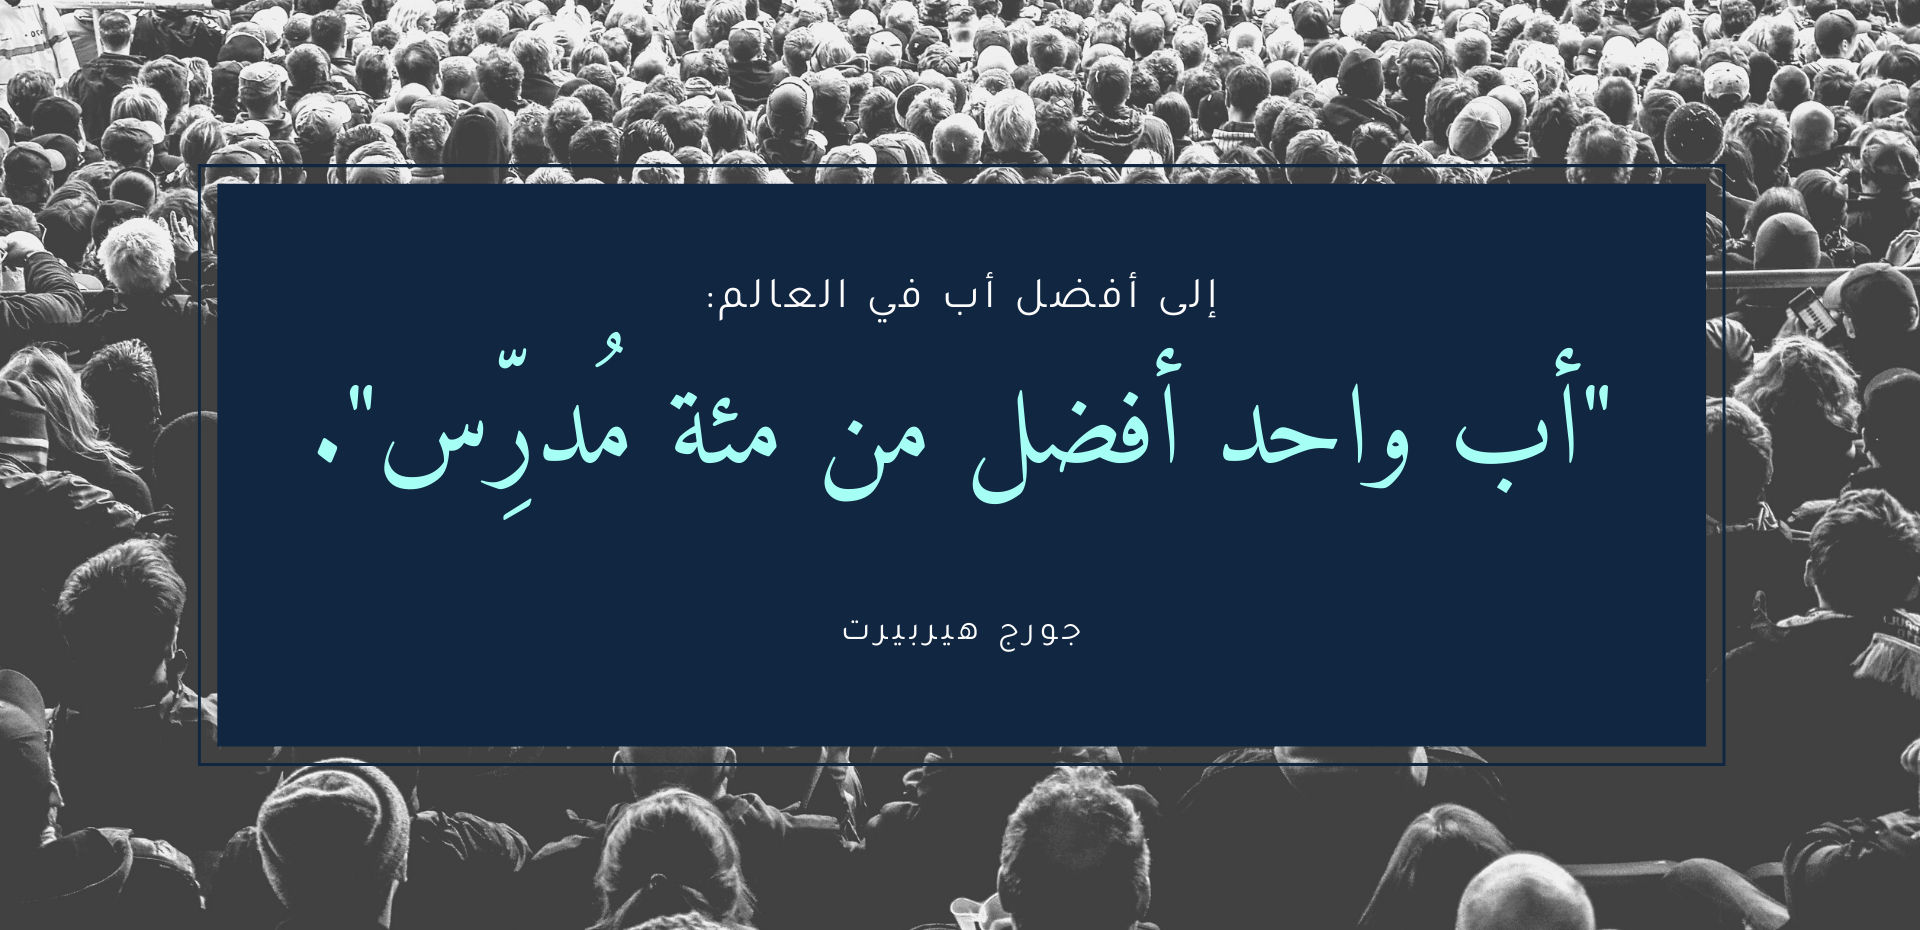 إلى أفضل أب في العالم:
"أب واحد أفضل من مئة مُدرِّس".
جورج هيربيرت